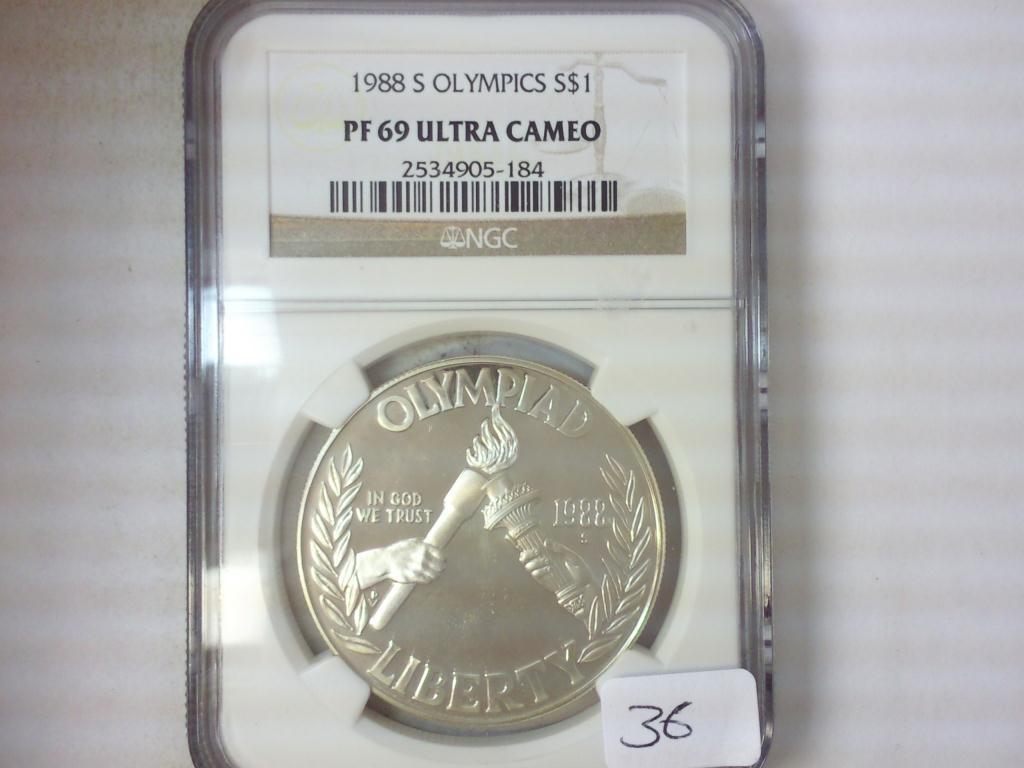 1988 S OLYMPICS S$1
PF 69 ULTRA CAMEO
2534905-184
NGC
OLYMPIAD
IN GOD
WE TRUST
1988
S
LIBERTY
36